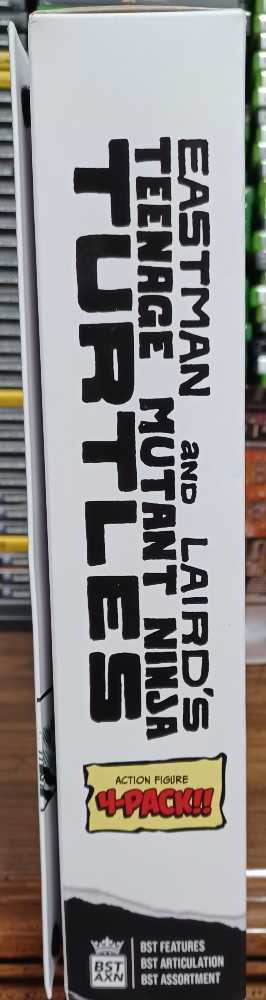 EASTMAN AND LAIRD'S
TEENAGE MUTANT NINJA
TURTLES
ACTION FIGURE
4-PACK!!
BST
AXN
BST FEATURES
BST ARTICULATION
BST ASSORTMENT